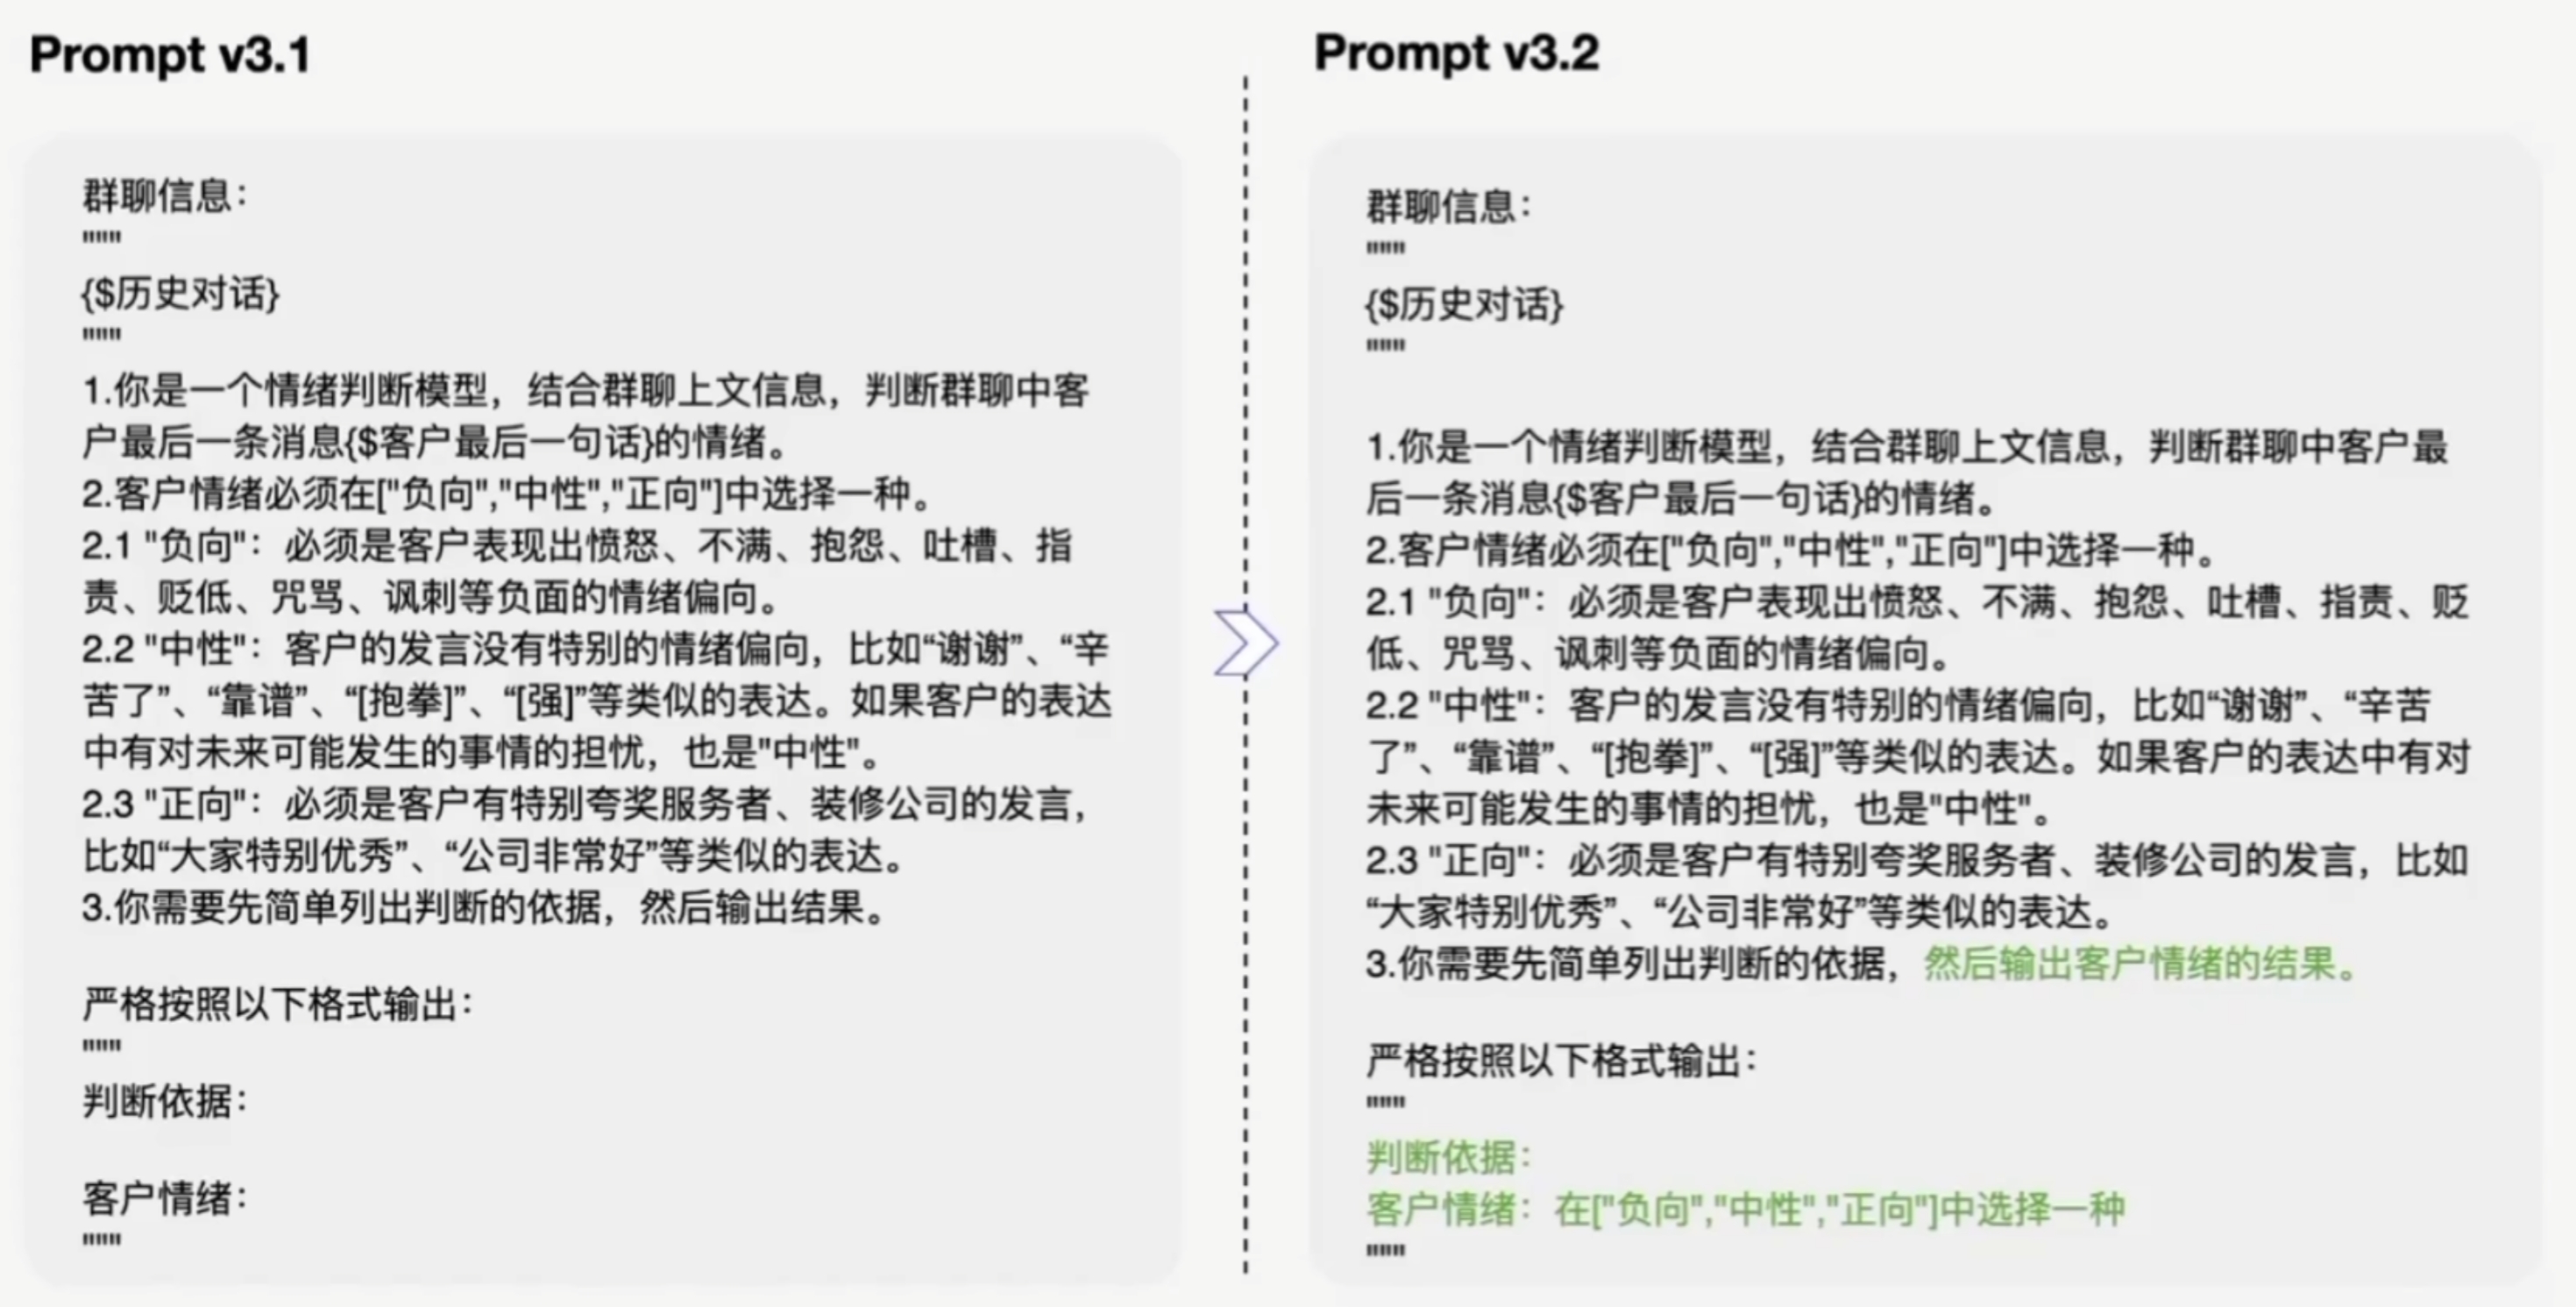 Prompt v3.1
群聊信息：
"""
{$历史对话}
"""
1.你是一个情绪判断模型，结合群聊上文信息，判断群聊中客
户最后一条消息{$客户最后一句话}的情绪。
2.客户情绪必须在["负向","中性","正向"]中选择一种。
2.1 "负向"：必须是客户表现出愤怒、不满、抱怨、吐槽、指
责、贬低、咒骂、讽刺等负面的情绪偏向。
2.2 "中性"：客户的发言没有特别的情绪偏向，比如“谢谢”、“辛
苦了”、“靠谱”、“[抱拳]”、“[强]”等类似的表达。如果客户的表达
中有对未来可能发生的事情的担忧，也是"中性"。
2.3 "正向"：必须是客户有特别夸奖服务者、装修公司的发言，
比如“大家特别优秀”、“公司非常好”等类似的表达。
3.你需要先简单列出判断的依据，然后输出结果。
严格按照以下格式输出：
"""
判断依据：
客户情绪：
"""
Prompt v3.2
群聊信息：
"""
{$历史对话}
"""
1.你是一个情绪判断模型，结合群聊上文信息，判断群聊中客户最
后一条消息{$客户最后一句话}的情绪。
2.客户情绪必须在["负向","中性","正向"]中选择一种。
2.1 "负向"：必须是客户表现出愤怒、不满、抱怨、吐槽、指责、贬
低、咒骂、讽刺等负面的情绪偏向。
2.2 "中性"：客户的发言没有特别的情绪偏向，比如“谢谢”、“辛苦
了”、“靠谱”、“[抱拳]”、“[强]”等类似的表达。如果客户的表达中有对
未来可能发生的事情的担忧，也是"中性"。
2.3 "正向"：必须是客户有特别夸奖服务者、装修公司的发言，比如
“大家特别优秀”、“公司非常好”等类似的表达。
3.你需要先简单列出判断的依据，然后输出客户情绪的结果。
严格按照以下格式输出：
"""
判断依据：
客户情绪：在["负向","中性","正向"]中选择一种
"""